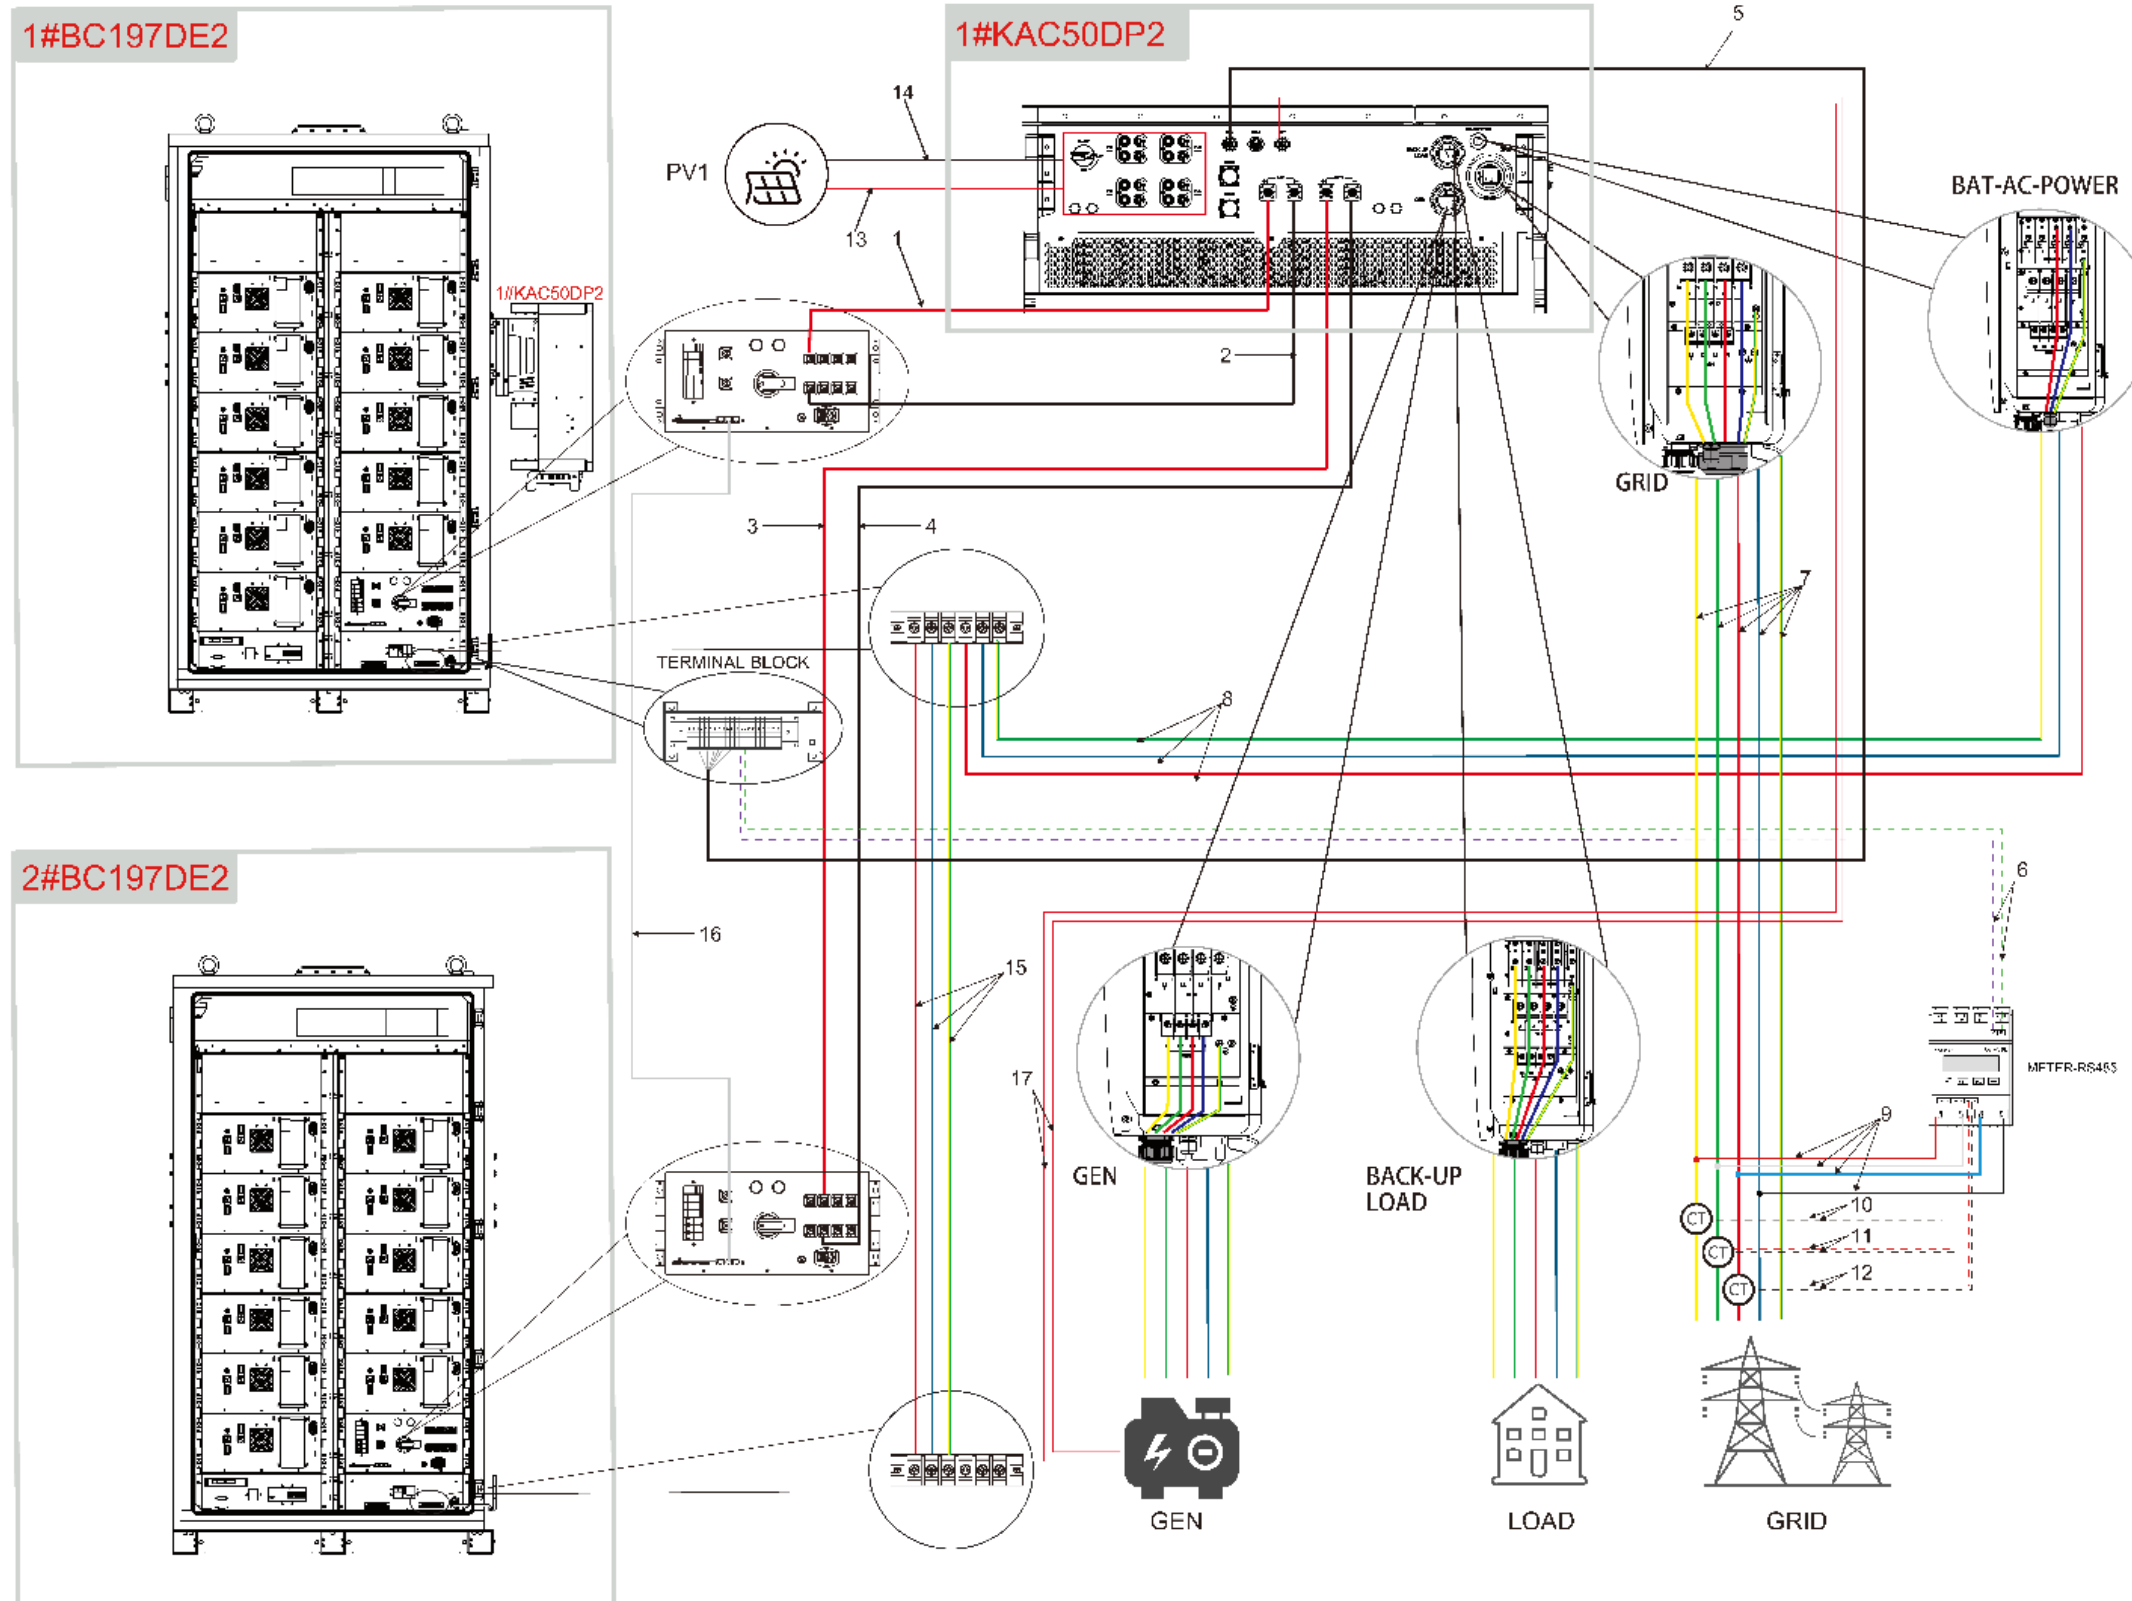 1#BC197DE2
1#KAC50DP2
5
14
PV1
13
1
BAT-AC-POWER
1//KAC50DP2
2
GRID
3
4
7
TERMINAL BLOCK
8
2#BC197DE2
6
16
15
17
METER-RS485
9
GEN
BACK-UP
LOAD
10
CT
11
CT
12
CT
GEN
LOAD
GRID